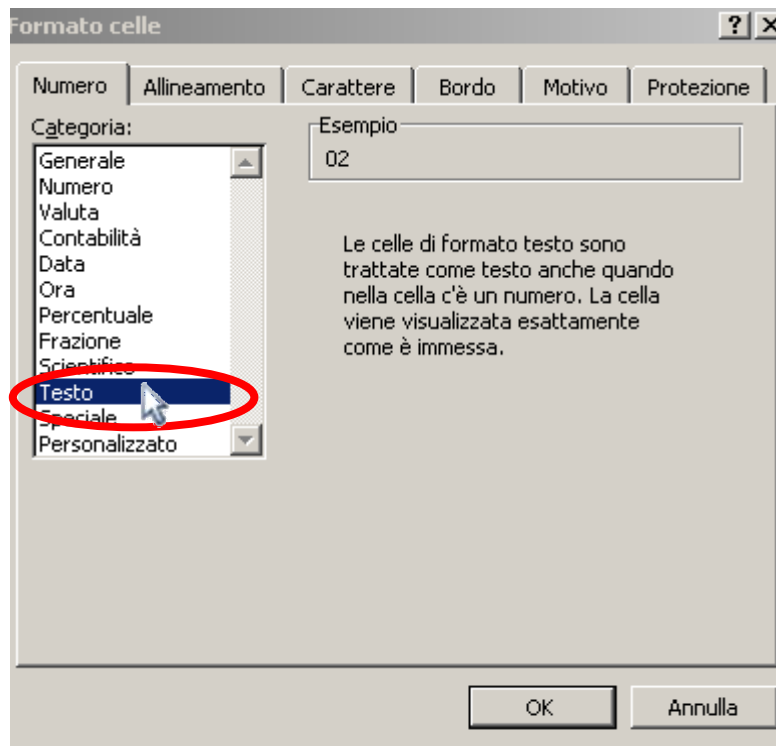 Formato celle
Numero Allineamento Carattere Bordo Motivo Protezione
Categoria:
Generale
Numero
Valuta
Contabilità
Data
Ora
Percentuale
Frazione
Scientifico
Testo
Speciale
Personalizzato
Esempio
02
Le celle di formato testo sono
trattate come testo anche quando
nella cella c'è un numero. La cella
viene visualizzata esattamente
come è immessa.
OK Annulla